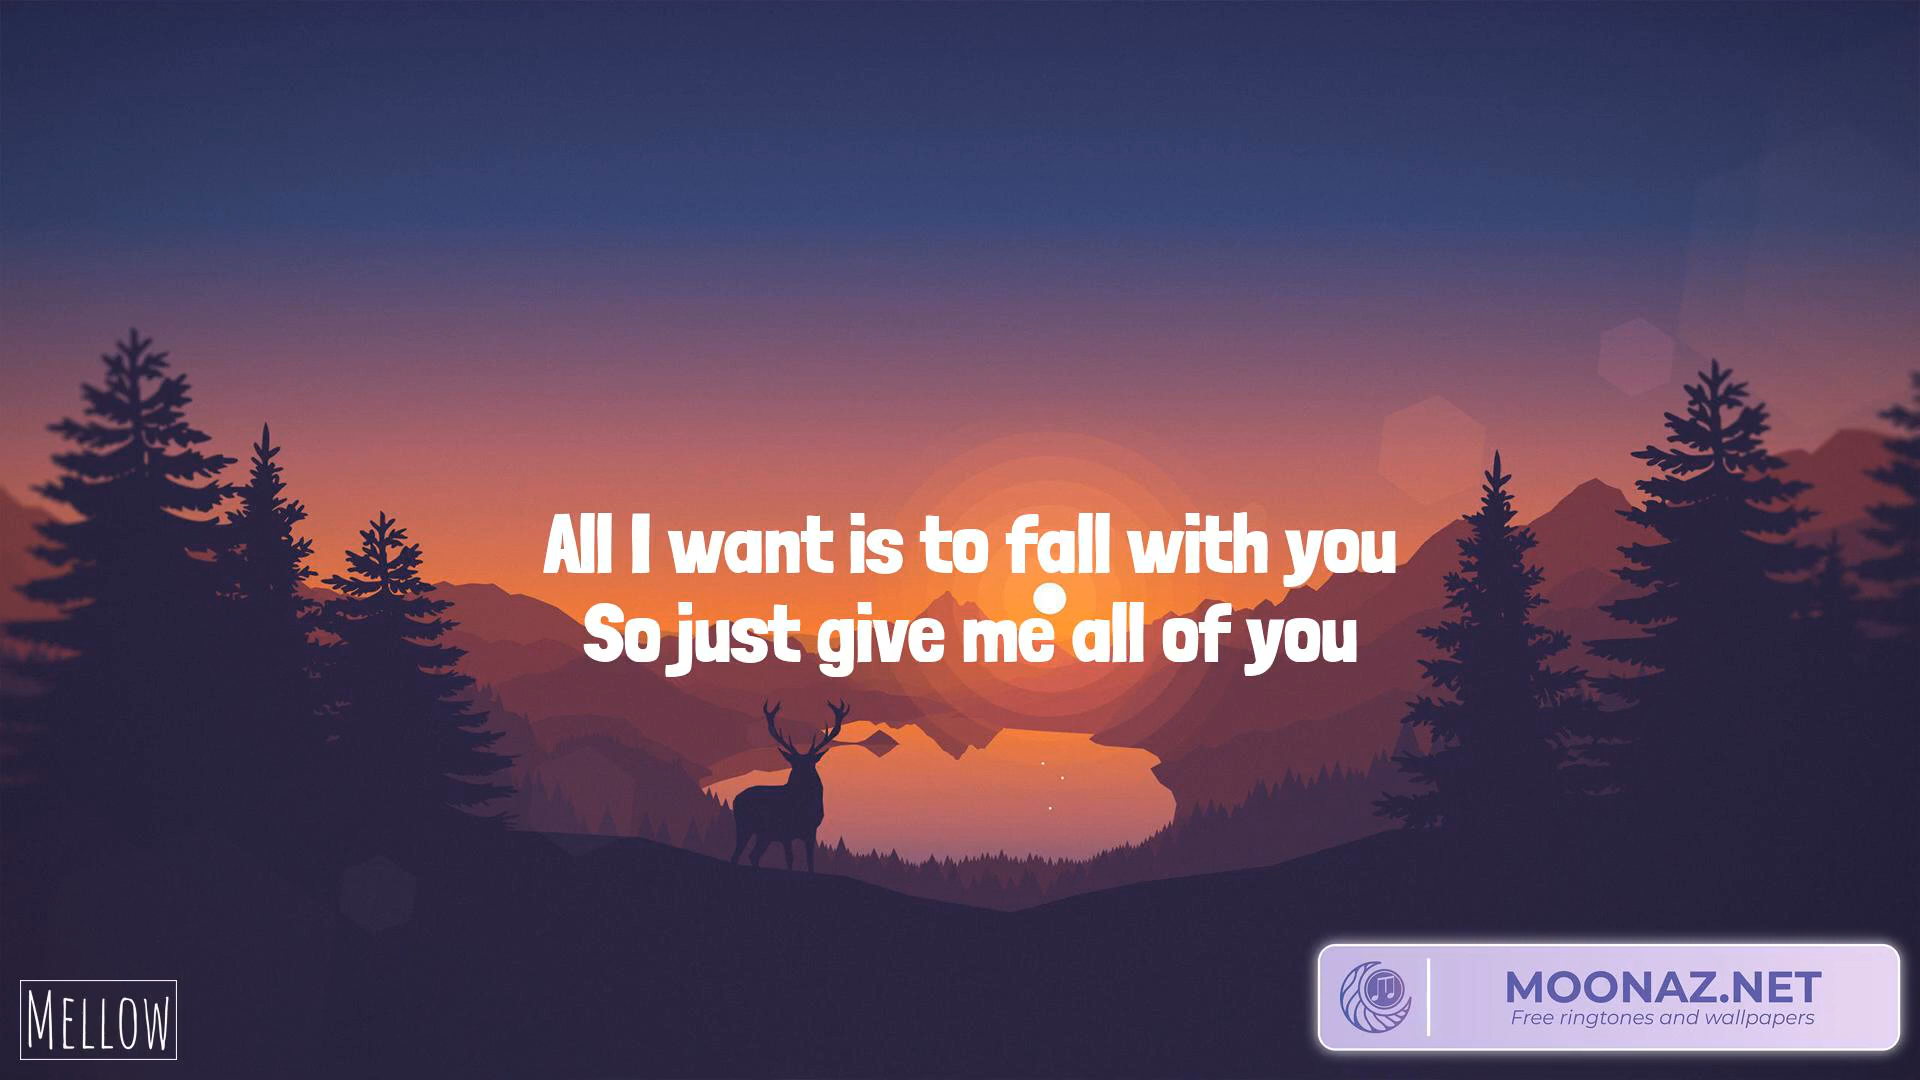 All I want is to fall with you
So just give me all of you
MELLOW
MOONAZ.NET
Free ringtones and wallpapers